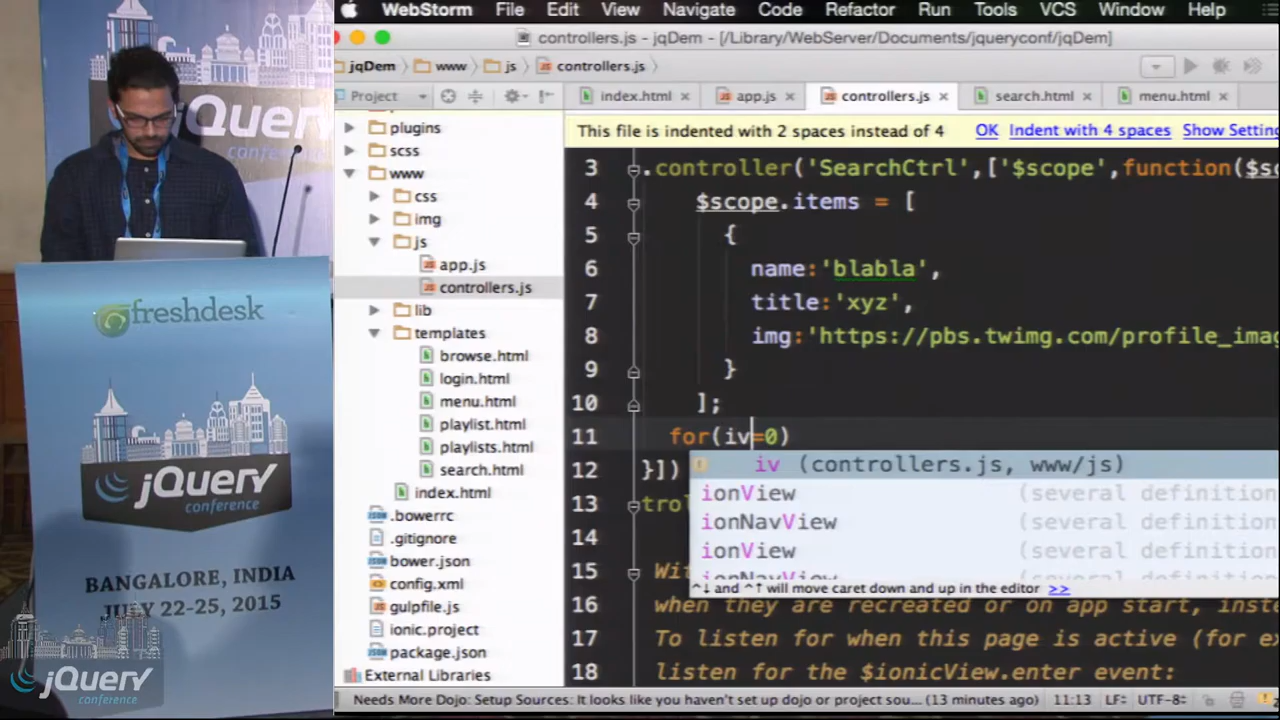 WebStorm File Edit View Navigate Code Refactor Run Tools VCS Window Help
controllers.js - jqDem - [/Library/WebServer/Documents/jqueryconf/jqDem]
jqDem www js controllers.js
Project index.html app.js controllers.js search.html menu.html
This file is indented with 2 spaces instead of 4 OK Indent with 4 spaces Show Settin
plugins
scss
www
css
img
js
app.js
controllers.js
lib
templates
browse.html
login.html
menu.html
playlist.html
playlists.html
search.html
index.html
.bowerrc
.gitignore
bower.json
config.xml
gulpfile.js
ionic.project
package.json
External Libraries
3 .controller('SearchCtrl',['$scope',function($sc
4 $scope.items = [
5 {
6 name:'blabla',
7 title:'xyz',
8 img:'https://pbs.twimg.com/profile_imag
9 }
10 ];
11 for(iv=0)
12 }])
13 trol
14
15 Wit
16 when they are recreated or on app start, inste
17 To listen for when this page is active (for ex
18 listen for the $ionicView.enter event:
iv (controllers.js, www/js)
ionView (several definition
ionNavView (several definition
ionView (several definition
ionNavView (several definition
^↓ and ^↑ will move caret down and up in the editor >>
Needs More Dojo: Setup Sources: It looks like you haven't set up dojo or project sou... (13 minutes ago) 11:13 LF UTF-8
jQuery
conference
freshdesk
jQuery
conference
BANGALORE, INDIA
JULY 22-25, 2015
jQuery
conference